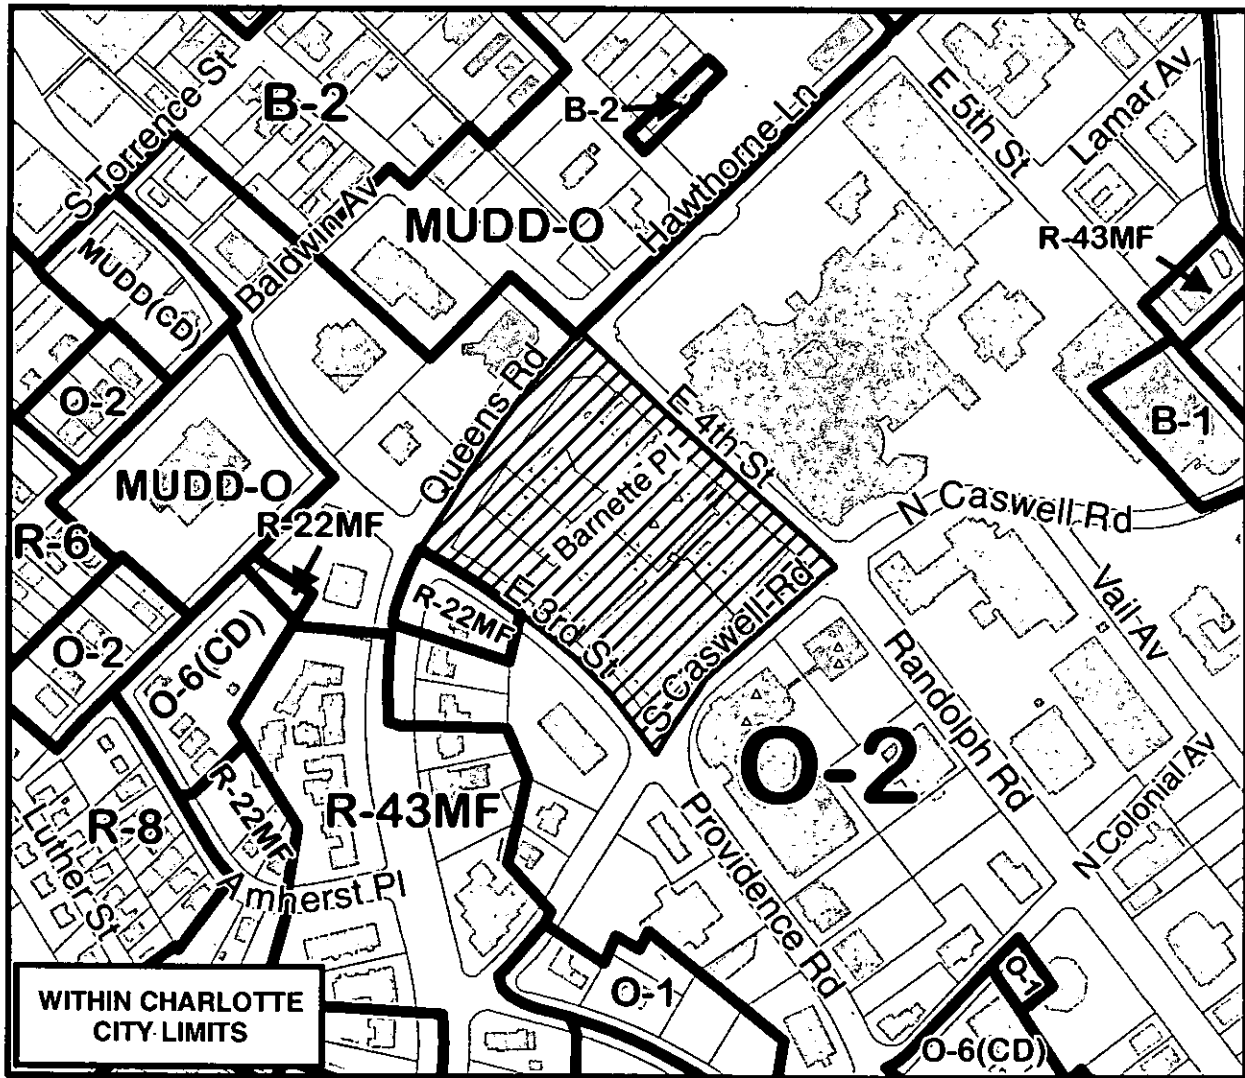 B-2
S Torrence St
B-2
Hawthorne Ln
E 5th St
Lamar Av
MUDD-O
Baldwin Av
R-43MF
MUDD(CD)
O-2
Queens Rd
E 4th St
B-1
MUDD-O
R-22MF
Barnette Pl
N Caswell Rd
R-6
R-22MF
E 3rd St
S Caswell Rd
Vail Av
O-2
O-6(CD)
Randolph Rd
O-2
N Colonial Av
R-22MF
R-8
R-43MF
Luther St
Amherst Pl
Providence Rd
O-1
O-1
O-6(CD)
WITHIN CHARLOTTE
CITY LIMITS